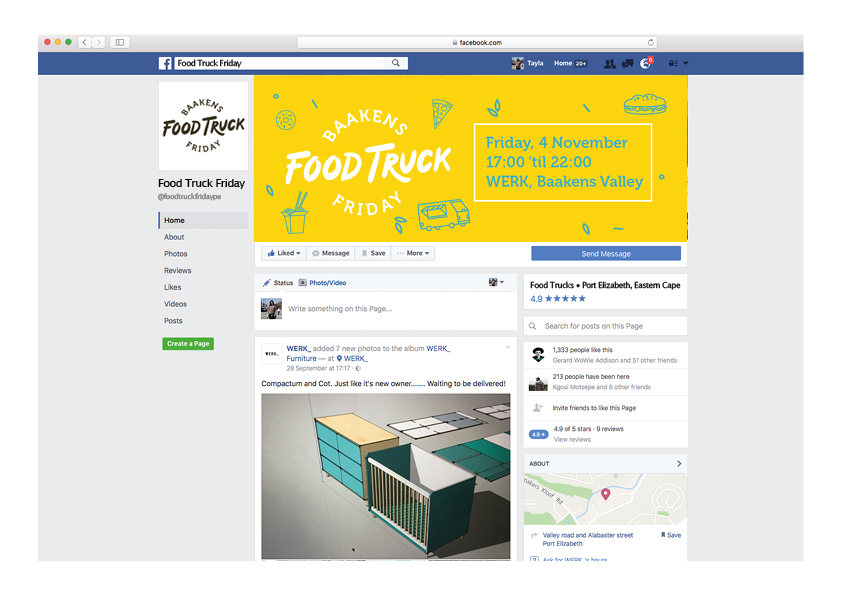 facebook.com
Food Truck Friday
Tayla
Home 20+
6
BAAKENS
FOOD TRUCK
FRIDAY
Food Truck Friday
@foodtruckfridaype
Home
About
Photos
Reviews
Likes
Videos
Posts
Create a Page
BAAKENS
FOOD TRUCK
FRIDAY
Friday, 4 November
17:00 'til 22:00
WERK, Baakens Valley
Liked
Message
Save
More
Send Message
Status
Photo/Video
Write something on this Page...
WERK.
WERK_ added 7 new photos to the album WERK_
Furniture — at WERK_
28 September at 17:17
Compactum and Cot. Just like it's new owner........ Waiting to be delivered!
Food Trucks • Port Elizabeth, Eastern Cape
4.9 ★★★★★
Search for posts on this Page
1,333 people like this
Gerard WoWie Addison and 51 other friends
213 people have been here
Kgosi Motsepe and 6 other friends
Invite friends to like this Page
4.9 ★
4.9 of 5 stars · 9 reviews
View reviews
ABOUT
Kloof Rd
Valley road and Alabaster street
Port Elizabeth
Save
Ask for WERK_'s hours